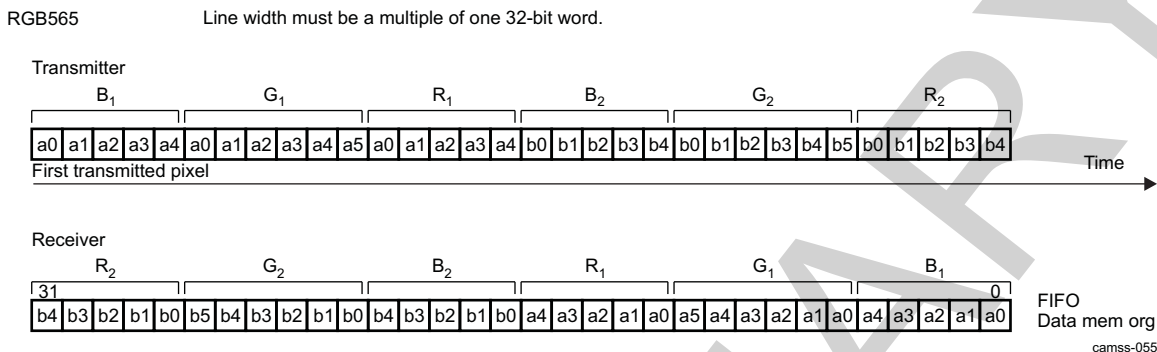 RGB565 Line width must be a multiple of one 32-bit word.
Transmitter
B1 G1 R1 B2 G2 R2
a0 a1 a2 a3 a4 a0 a1 a2 a3 a4 a5 a0 a1 a2 a3 a4 b0 b1 b2 b3 b4 b0 b1 b2 b3 b4 b5 b0 b1 b2 b3 b4
First transmitted pixel Time
Receiver
R2 G2 B2 R1 G1 B1
31 0
b4 b3 b2 b1 b0 b5 b4 b3 b2 b1 b0 b4 b3 b2 b1 b0 a4 a3 a2 a1 a0 a5 a4 a3 a2 a1 a0 a4 a3 a2 a1 a0
FIFO
Data mem org
camss-055